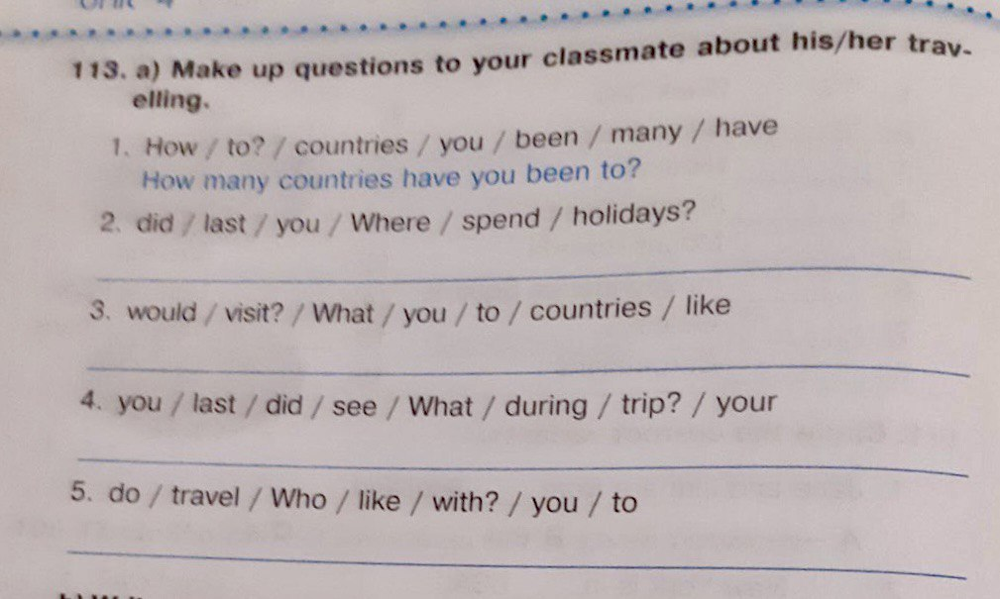 113. a) Make up questions to your classmate about his/her trav-
elling.
1. How / to? / countries / you / been / many / have
How many countries have you been to?
2. did / last / you / Where / spend / holidays?
3. would / visit? / What / you / to / countries / like
4. you / last / did / see / What / during / trip? / your
5. do / travel / Who / like / with? / you / to